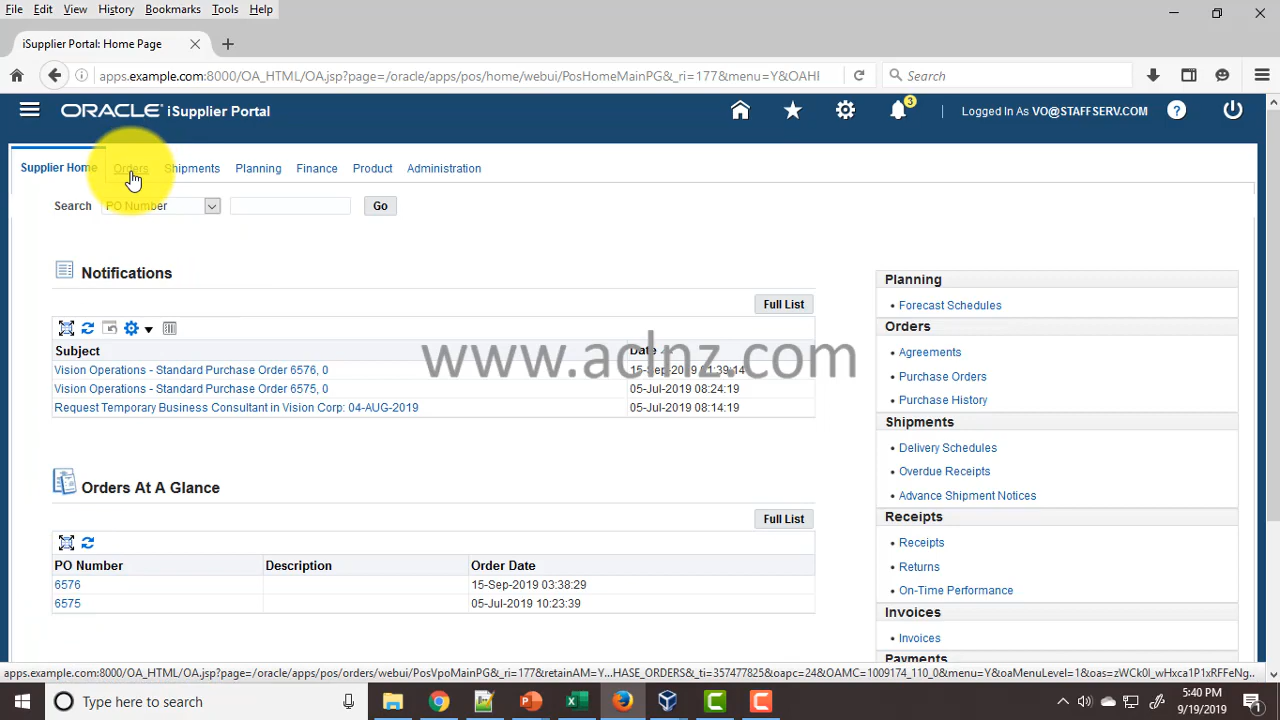 File Edit View History Bookmarks Tools Help
iSupplier Portal: Home Page
apps.example.com:8000/OA_HTML/OA.jsp?page=/oracle/apps/pos/home/webui/PosHomeMainPG&_ri=177&menu=Y&OAHI
Search
ORACLE iSupplier Portal
3
Logged In As VO@STAFFSERV.COM
Supplier Home Orders Shipments Planning Finance Product Administration
Search PO Number Go
Notifications
Full List
Subject Date
Vision Operations - Standard Purchase Order 6576, 0 15-Sep-2019 01:39:14
Vision Operations - Standard Purchase Order 6575, 0 05-Jul-2019 08:24:19
Request Temporary Business Consultant in Vision Corp: 04-AUG-2019 05-Jul-2019 08:14:19
www.aclnz.com
Orders At A Glance
Full List
PO Number Description Order Date
6576 15-Sep-2019 03:38:29
6575 05-Jul-2019 10:23:39
Planning
Forecast Schedules
Orders
Agreements
Purchase Orders
Purchase History
Shipments
Delivery Schedules
Overdue Receipts
Advance Shipment Notices
Receipts
Receipts
Returns
On-Time Performance
Invoices
Invoices
Payments
apps.example.com:8000/OA_HTML/OA.jsp?page=/oracle/apps/pos/orders/webui/PosVpoMainPG&_ri=177&retainAM=Y...HASE_ORDERS&_ti=357477825&oapc=24&OAMC=1009174_110_0&menu=Y&oaMenuLevel=1&oas=zWCk0l_wHxca1P1xRFFeNg..
Type here to search
5:40 PM
9/19/2019
1